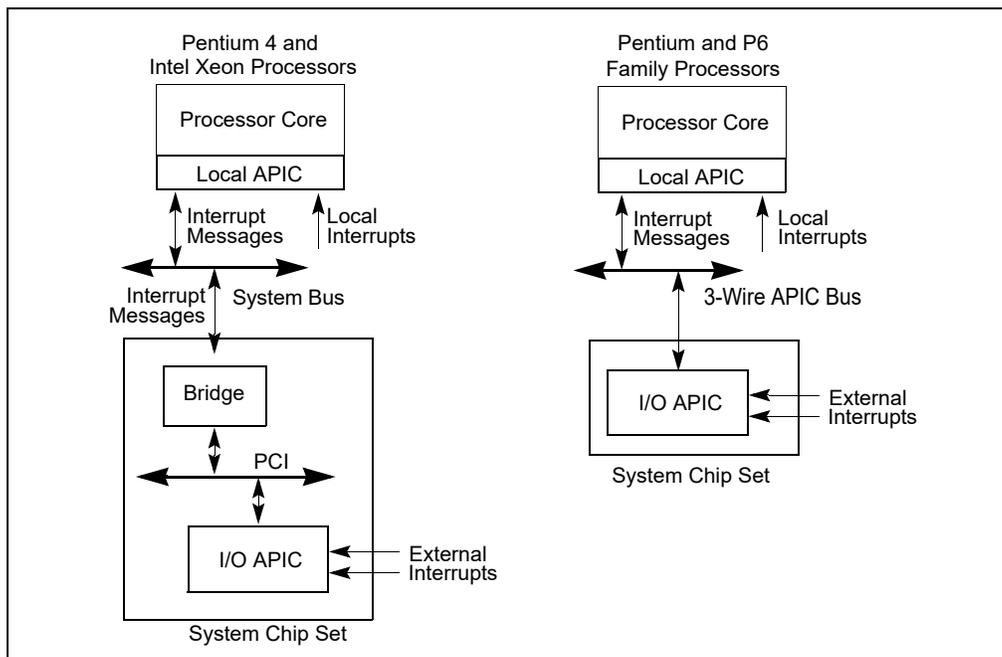 Pentium 4 and
Intel Xeon Processors
Processor Core
Local APIC
Interrupt
Messages
Local
Interrupts
Interrupt
Messages
System Bus
Bridge
PCI
I/O APIC
External
Interrupts
System Chip Set
Pentium and P6
Family Processors
Processor Core
Local APIC
Interrupt
Messages
Local
Interrupts
3-Wire APIC Bus
I/O APIC
External
Interrupts
System Chip Set